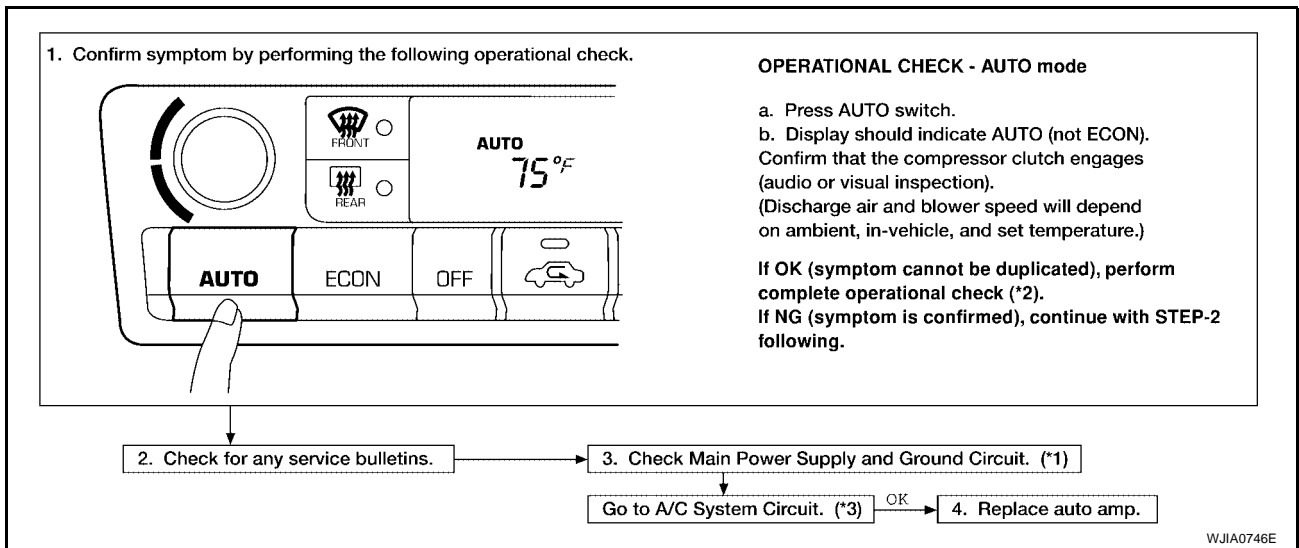 1. Confirm symptom by performing the following operational check.
FRONT
REAR
AUTO
75°F
AUTO
ECON
OFF
OPERATIONAL CHECK - AUTO mode
a. Press AUTO switch.
b. Display should indicate AUTO (not ECON).
Confirm that the compressor clutch engages
(audio or visual inspection).
(Discharge air and blower speed will depend
on ambient, in-vehicle, and set temperature.)
If OK (symptom cannot be duplicated), perform
complete operational check (*2).
If NG (symptom is confirmed), continue with STEP-2
following.
2. Check for any service bulletins.
3. Check Main Power Supply and Ground Circuit. (*1)
Go to A/C System Circuit. (*3)
OK
4. Replace auto amp.
WJIA0746E